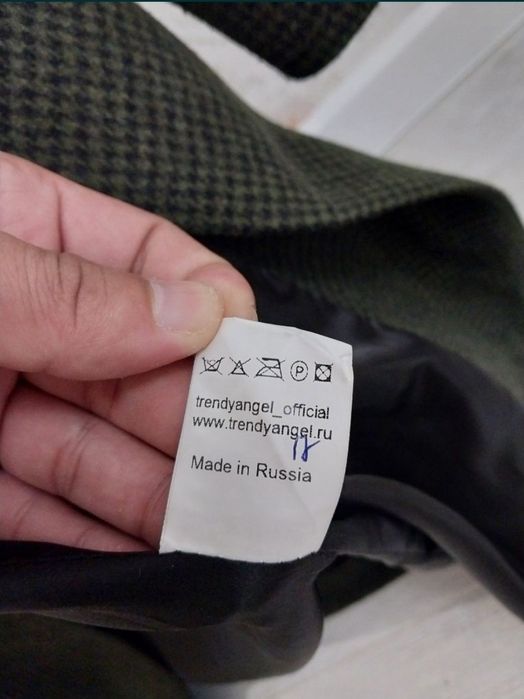 P
trendyangel_official
www.trendyangel.ru
Made in Russia